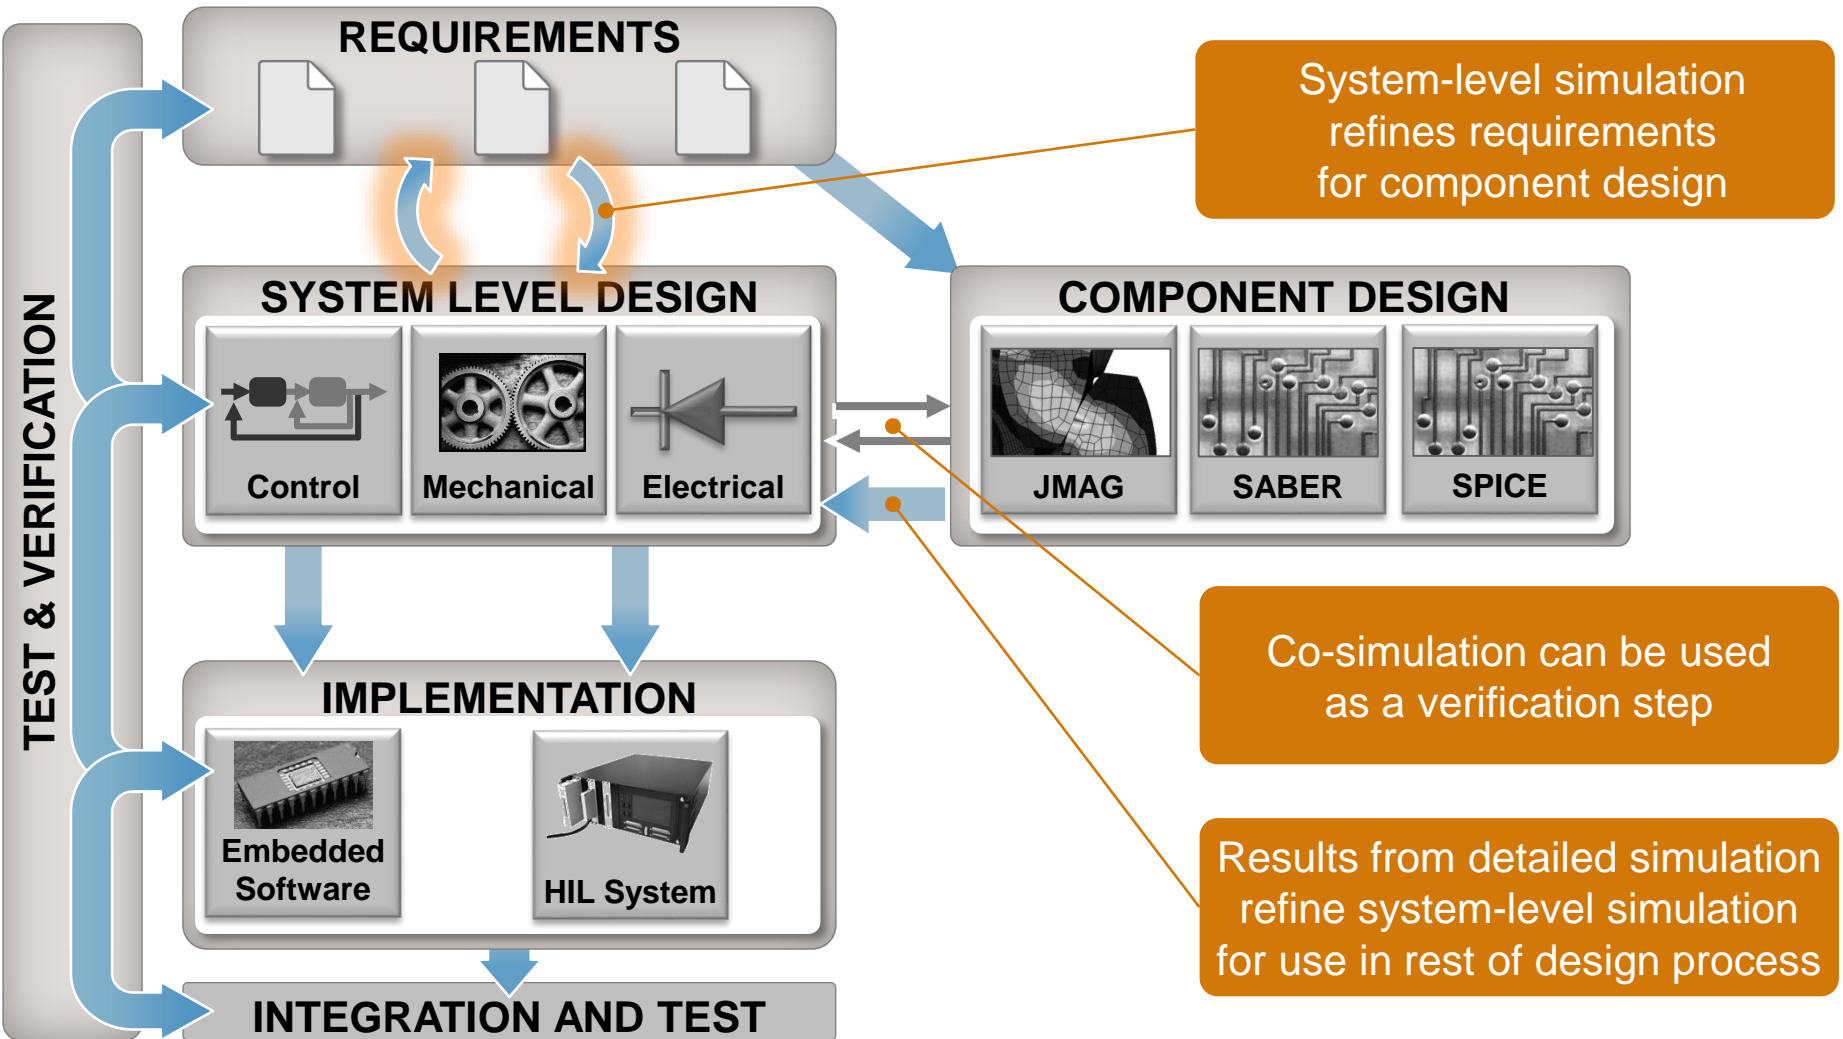 REQUIREMENTS
System-level simulation
refines requirements
for component design
TEST & VERIFICATION
SYSTEM LEVEL DESIGN
Control
Mechanical
Electrical
COMPONENT DESIGN
JMAG
SABER
SPICE
Co-simulation can be used
as a verification step
IMPLEMENTATION
Embedded
Software
HIL System
Results from detailed simulation
refine system-level simulation
for use in rest of design process
INTEGRATION AND TEST